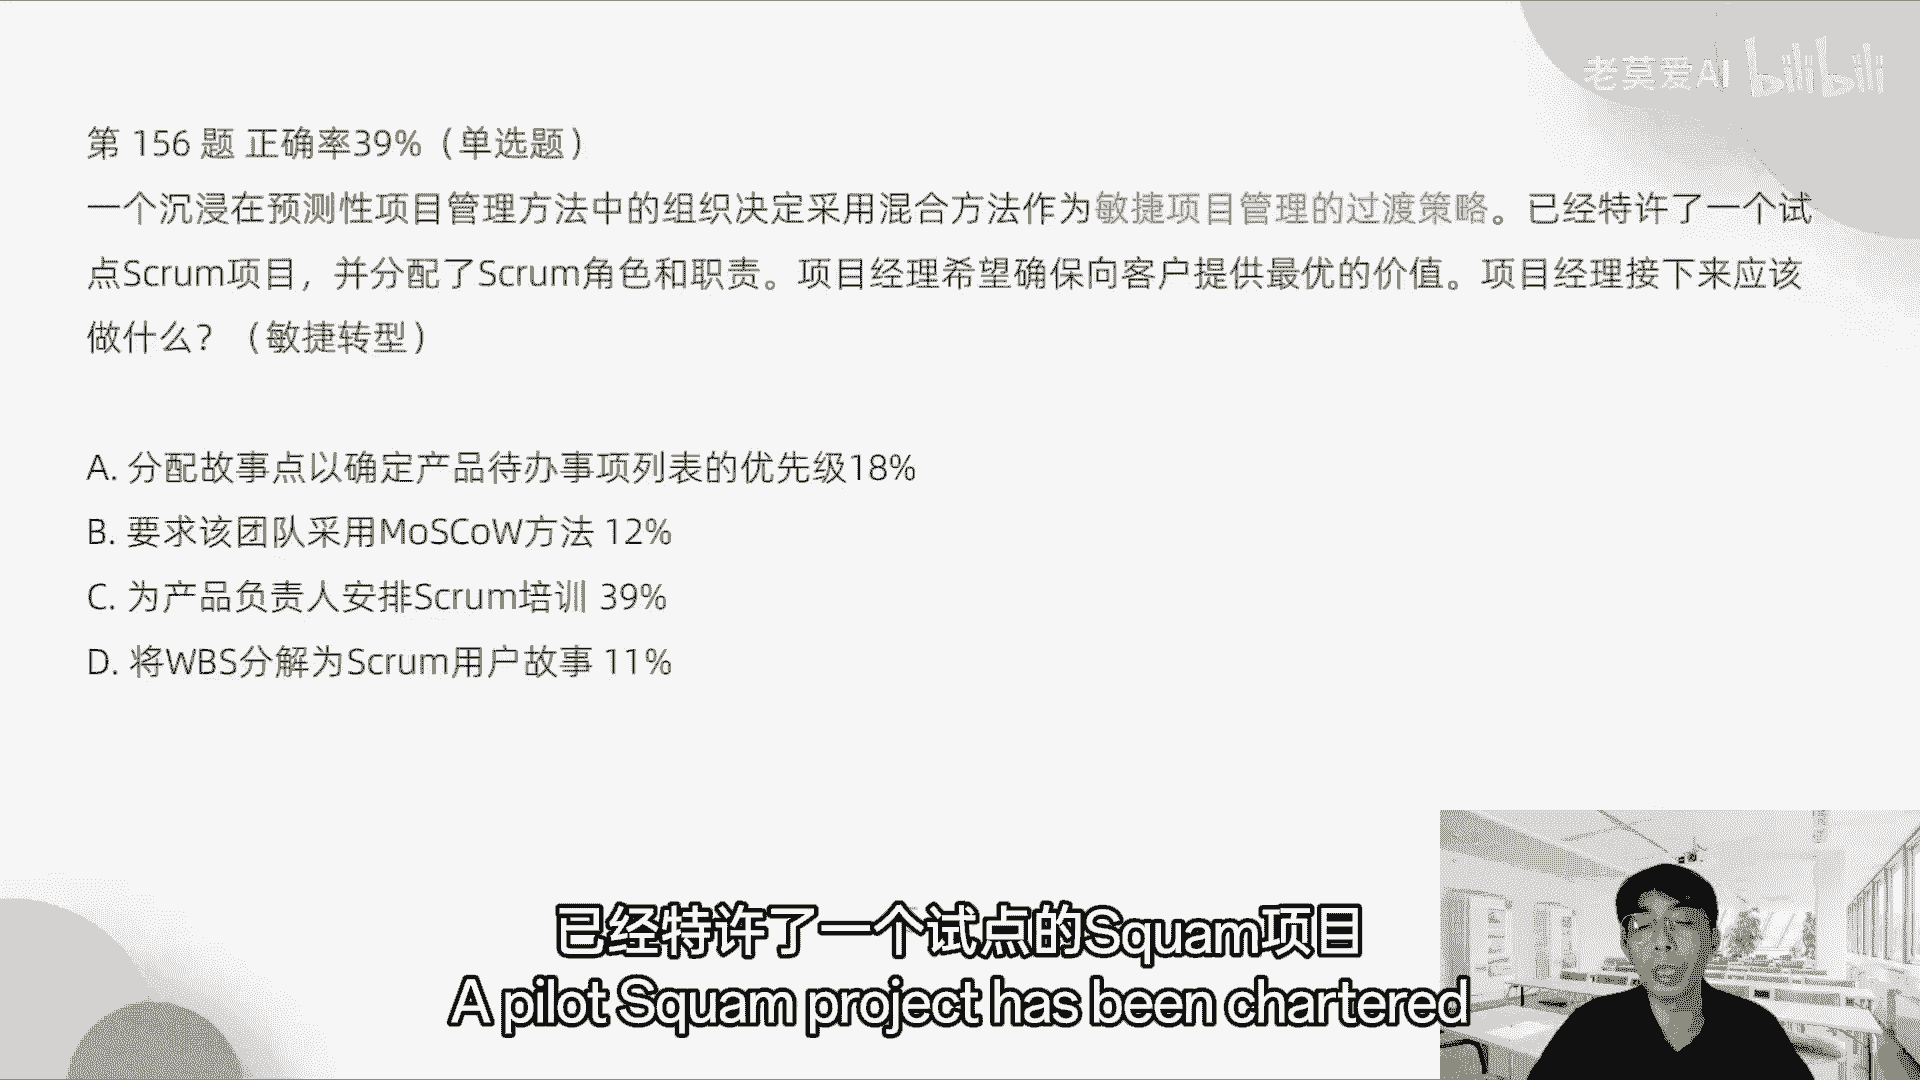 老莫爱AI bilibili
第 156 题 正确率39%（单选题）
一个沉浸在预测性项目管理方法中的组织决定采用混合方法作为敏捷项目管理的过渡策略。已经特许了一个试
点Scrum项目，并分配了Scrum角色和职责。项目经理希望确保向客户提供最优的价值。项目经理接下来应该
做什么？（敏捷转型）
A. 分配故事点以确定产品待办事项列表的优先级18%
B. 要求该团队采用MoSCoW方法 12%
C. 为产品负责人安排Scrum培训 39%
D. 将WBS分解为Scrum用户故事 11%
已经特许了一个试点的Squam项目
A pilot Squam project has been chartered